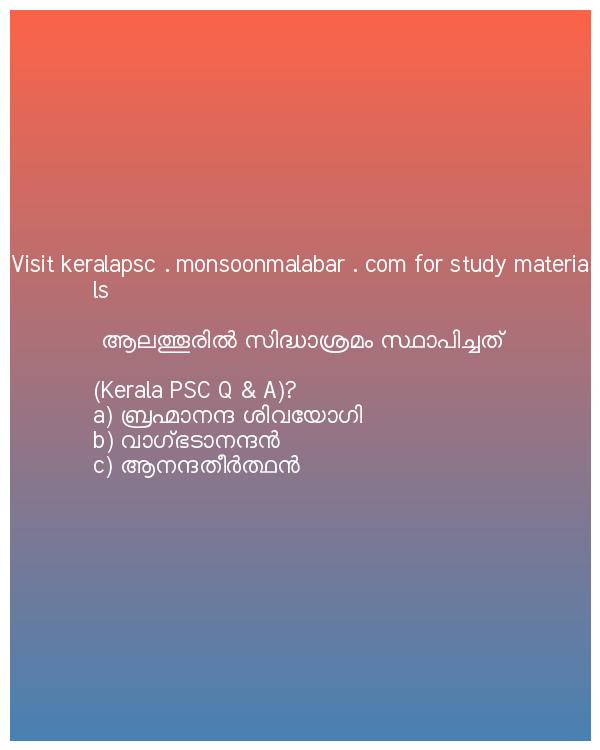 Visit keralapsc . monsoonmalabar . com for study materia
ls
ആലത്തൂരിൽ സിദ്ധാശ്രമം സ്ഥാപിച്ചത്
(Kerala PSC Q & A)?
a) ബ്രഹ്മാനന്ദ ശിവയോഗി
b) വാഗ്ഭടാനന്ദൻ
c) ആനന്ദതീർത്ഥൻ